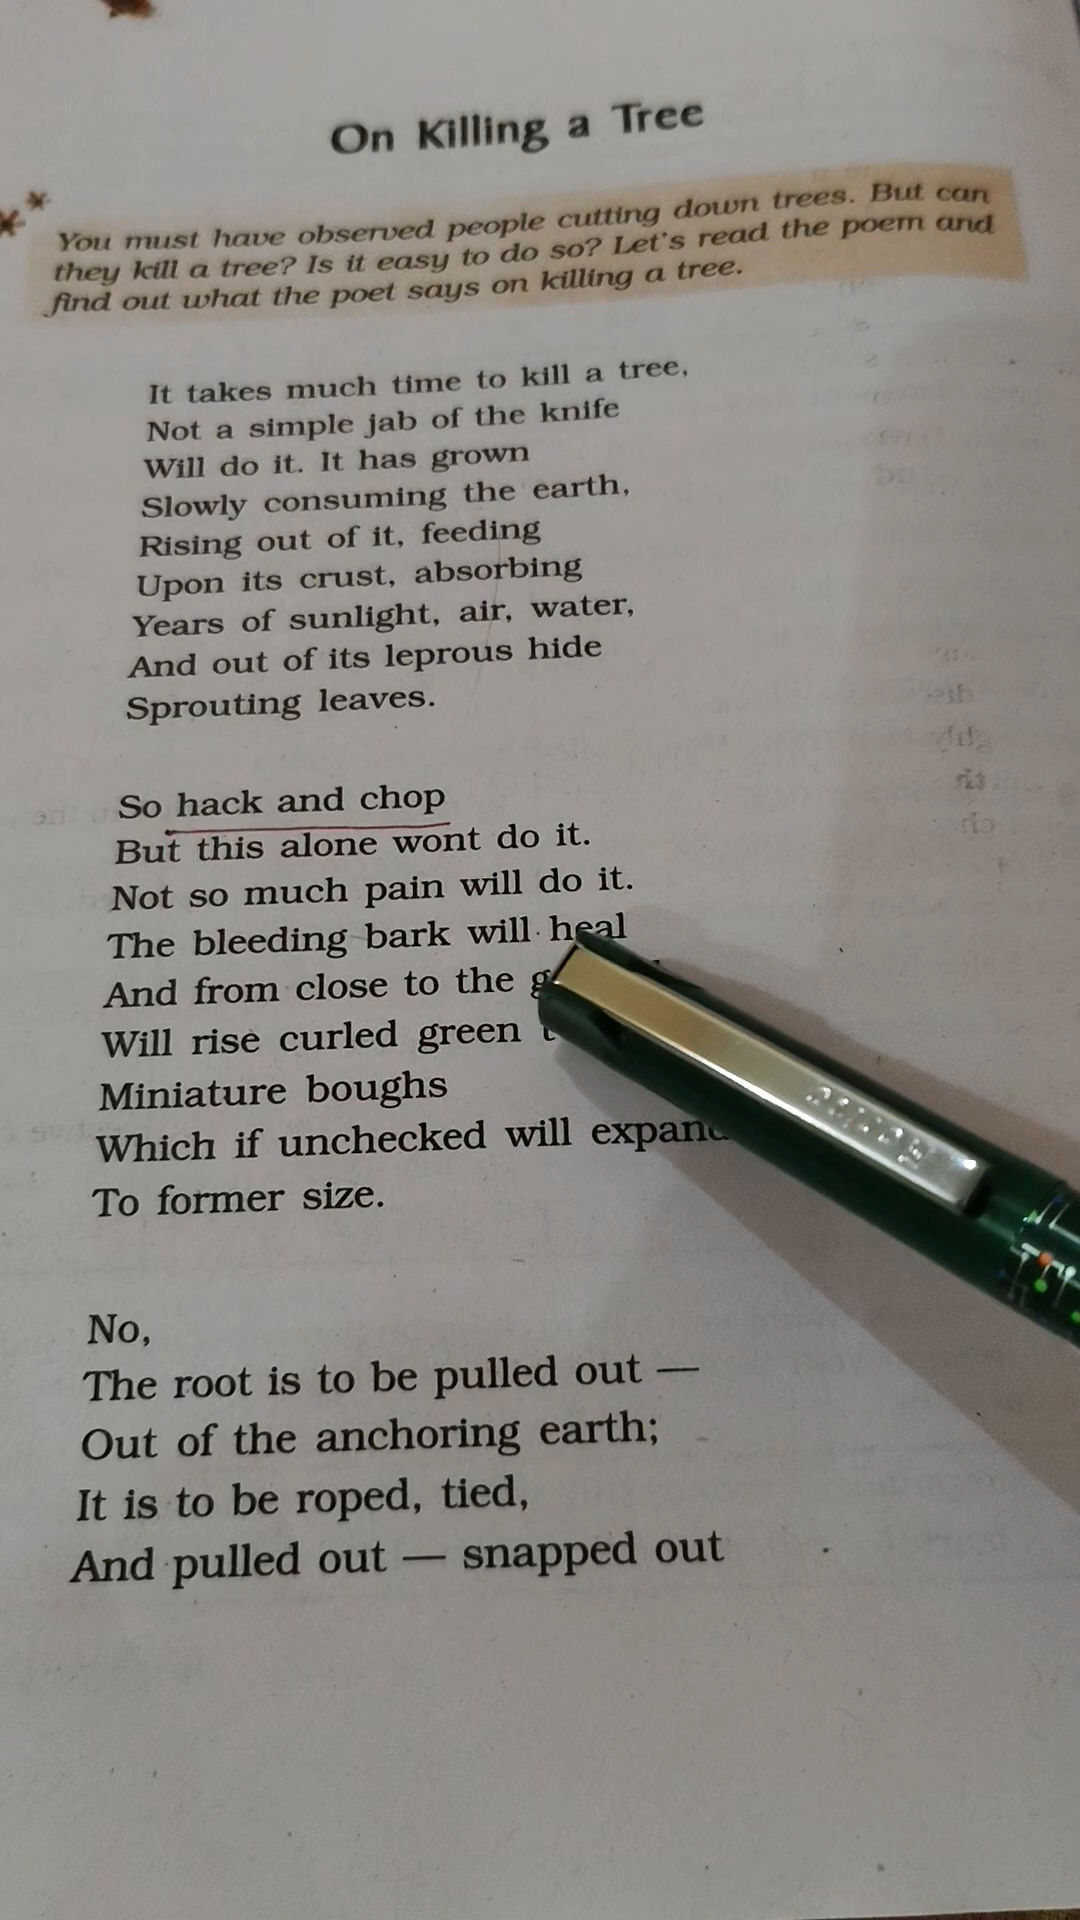 On Killing a Tree
You must have observed people cutting down trees. But can
they kill a tree? Is it easy to do so? Let's read the poem and
find out what the poet says on killing a tree.
It takes much time to kill a tree,
Not a simple jab of the knife
Will do it. It has grown
Slowly consuming the earth,
Rising out of it, feeding
Upon its crust, absorbing
Years of sunlight, air, water,
And out of its leprous hide
Sprouting leaves.
So hack and chop
But this alone wont do it.
Not so much pain will do it.
The bleeding bark will heal
And from close to the
Will rise curled green
Miniature boughs
Which if unchecked will expand
To former size.
No,
The root is to be pulled out —
Out of the anchoring earth;
It is to be roped, tied,
And pulled out — snapped out